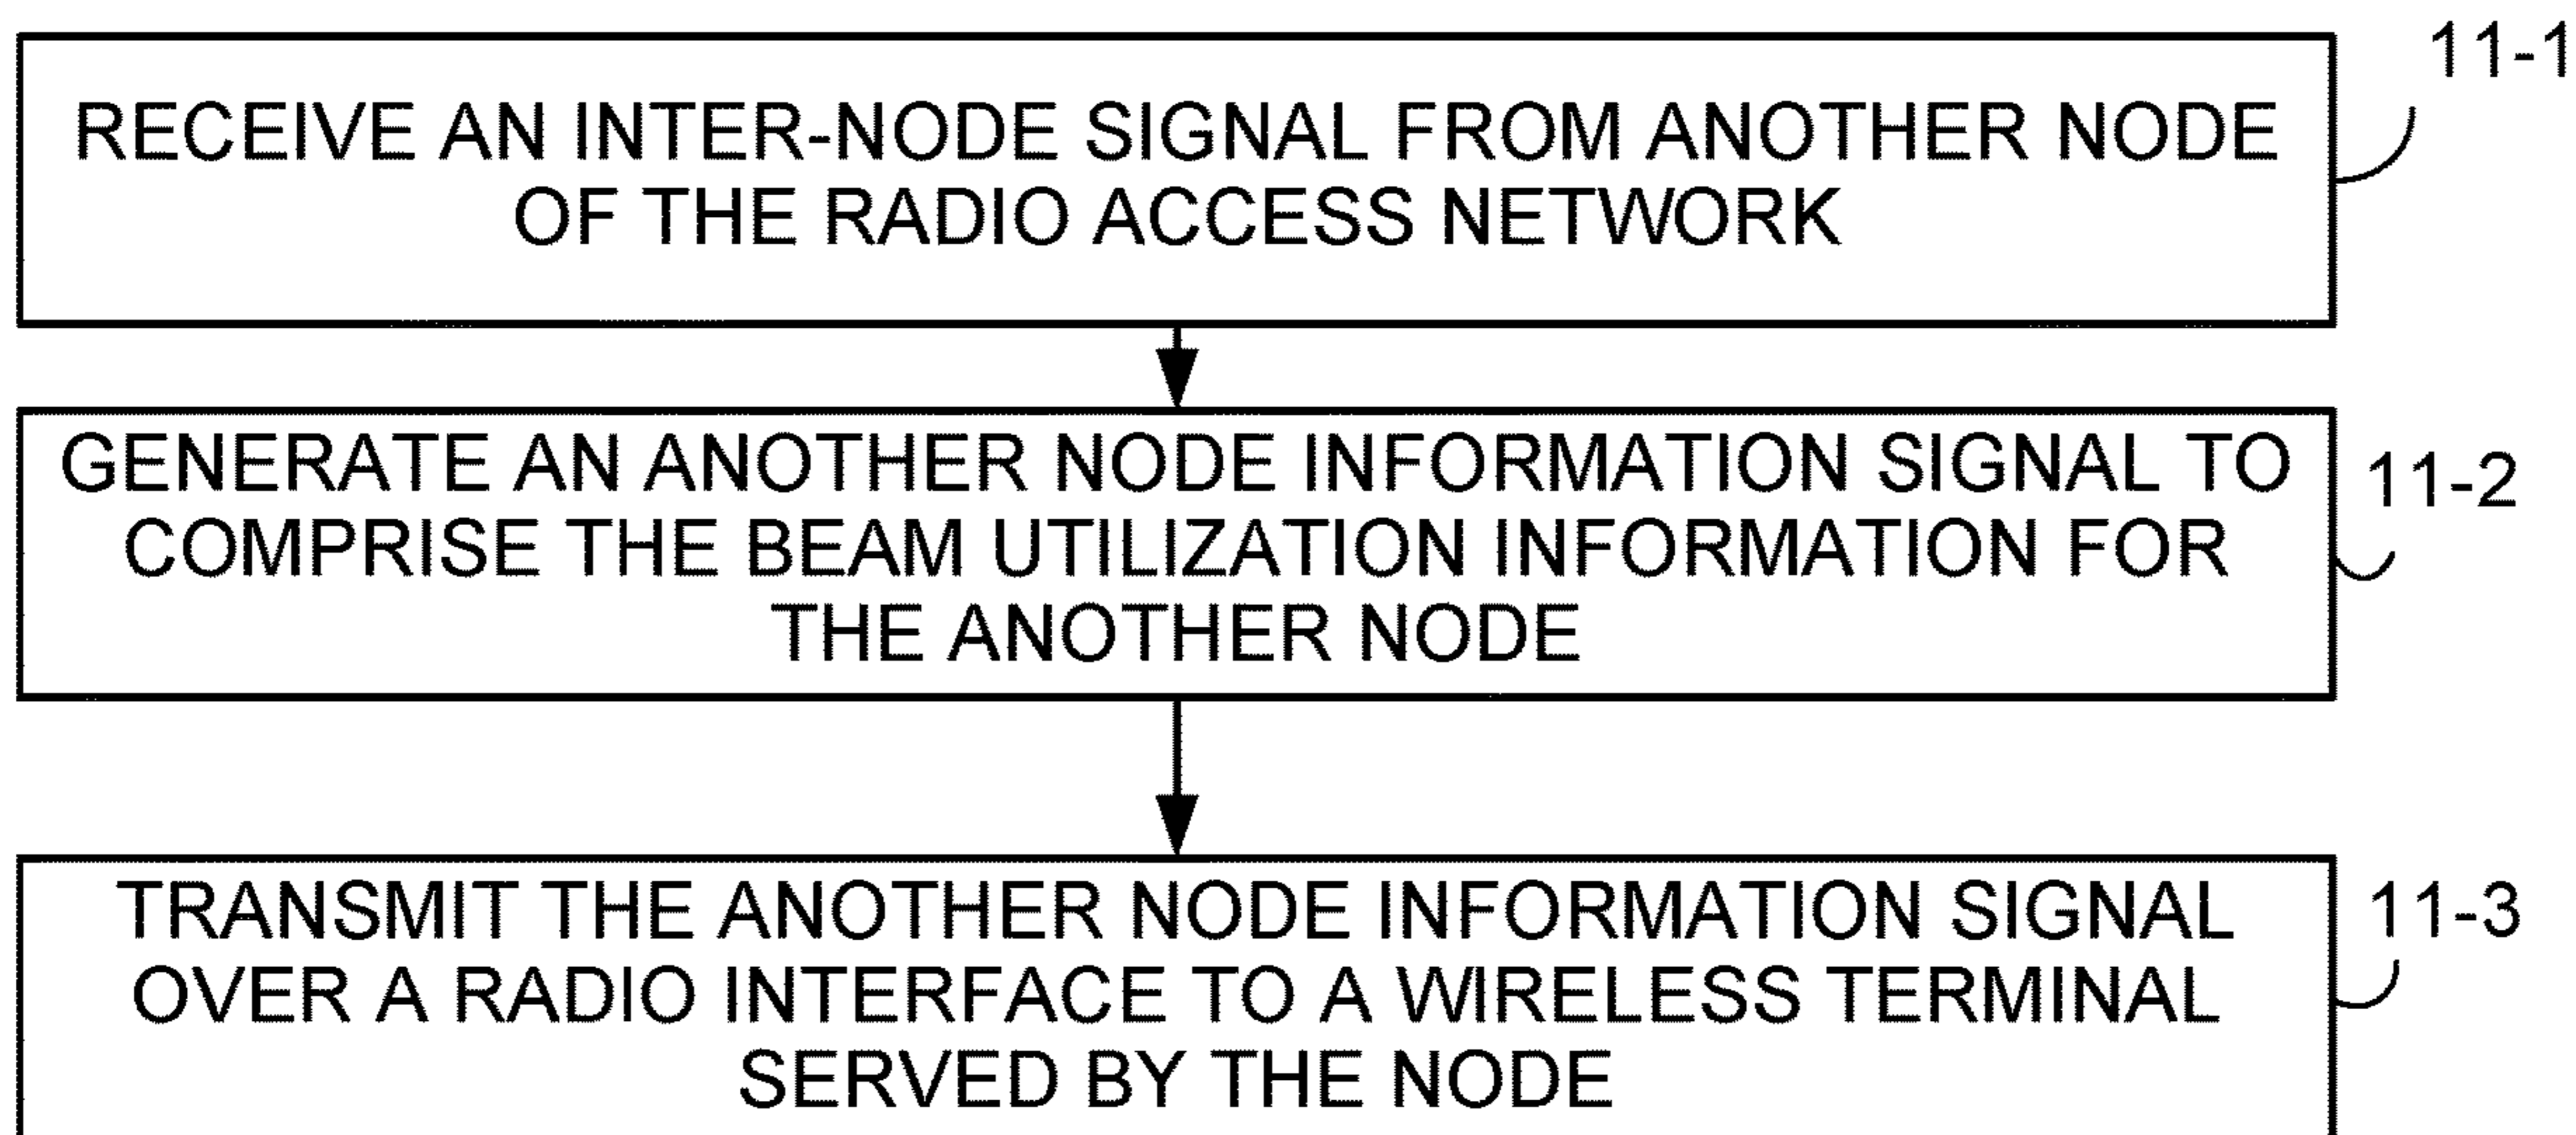 11-1
RECEIVE AN INTER-NODE SIGNAL FROM ANOTHER NODE
OF THE RADIO ACCESS NETWORK
GENERATE AN ANOTHER NODE INFORMATION SIGNAL TO
COMPRISE THE BEAM UTILIZATION INFORMATION FOR
THE ANOTHER NODE
11-2
TRANSMIT THE ANOTHER NODE INFORMATION SIGNAL
OVER A RADIO INTERFACE TO A WIRELESS TERMINAL
SERVED BY THE NODE
11-3